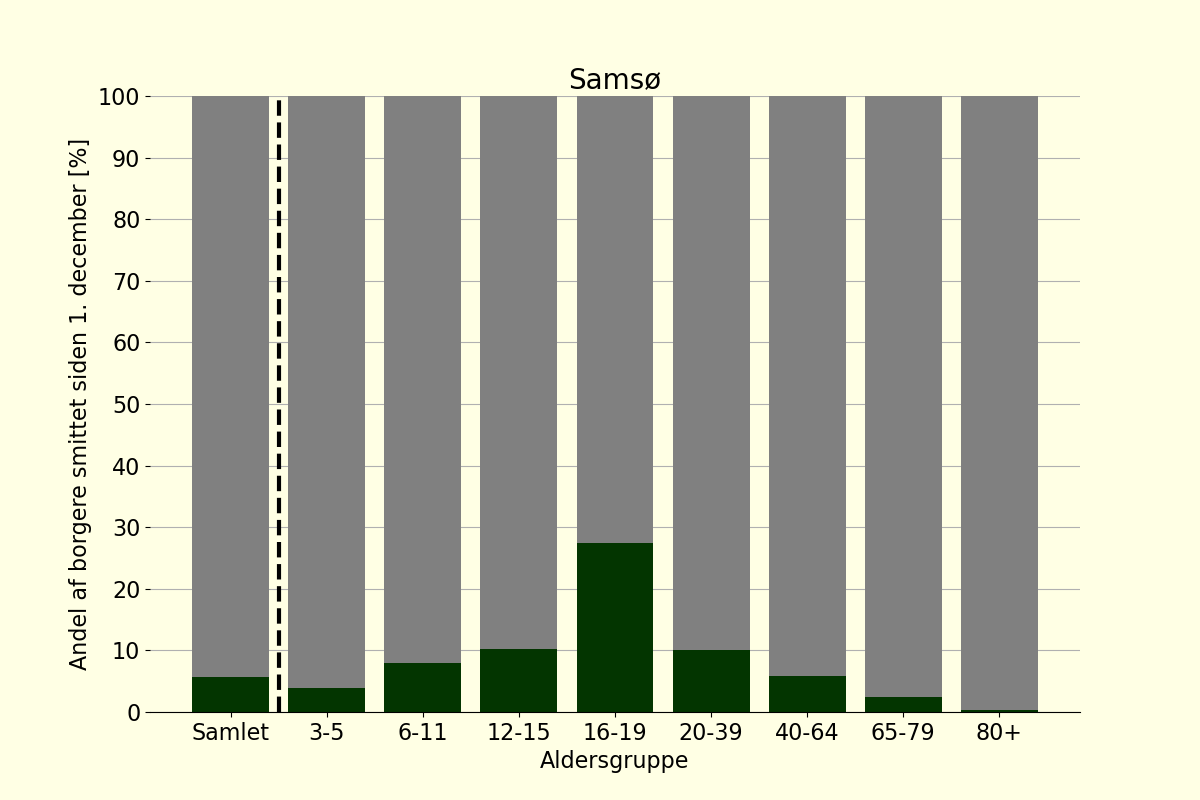 Samsø
Andel af borgere smittet siden 1. december [%]
100
90
80
70
60
50
40
30
20
10
0
Samlet 3-5 6-11 12-15 16-19 20-39 40-64 65-79 80+
Aldersgruppe